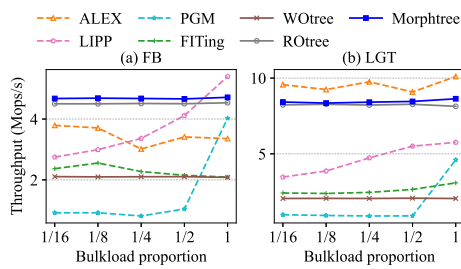 ALEX PGM WOtree Morphtree
LIPP FITing ROtree
(a) FB (b) LGT
Throughput (Mops/s)
4
2
10
5
1/16 1/8 1/4 1/2 1 1/16 1/8 1/4 1/2 1
Bulkload proportion Bulkload proportion